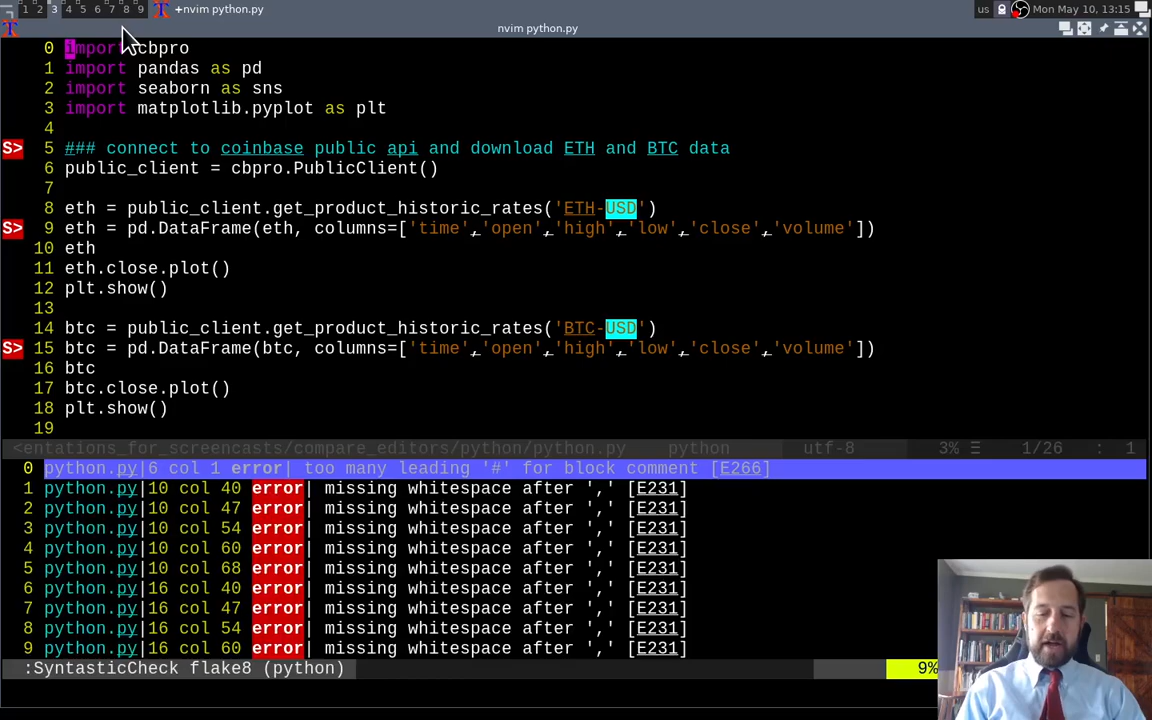 1 2 3 4 5 6 7 8 9 +nvim python.py us Mon May 10, 13:15
nvim python.py
0 import cbpro
1 import pandas as pd
2 import seaborn as sns
3 import matplotlib.pyplot as plt
4
S> 5 ### connect to coinbase public api and download ETH and BTC data
6 public_client = cbpro.PublicClient()
7
8 eth = public_client.get_product_historic_rates('ETH-USD')
S> 9 eth = pd.DataFrame(eth, columns=['time','open','high','low','close','volume'])
10 eth
11 eth.close.plot()
12 plt.show()
13
14 btc = public_client.get_product_historic_rates('BTC-USD')
S> 15 btc = pd.DataFrame(btc, columns=['time','open','high','low','close','volume'])
16 btc
17 btc.close.plot()
18 plt.show()
19
<entations_for_screencasts/compare_editors/python/python.py python utf-8 3% ☰ 1/26 : 1
0 python.py|6 col 1 error| too many leading '#' for block comment [E266]
1 python.py|10 col 40 error| missing whitespace after ',' [E231]
2 python.py|10 col 47 error| missing whitespace after ',' [E231]
3 python.py|10 col 54 error| missing whitespace after ',' [E231]
4 python.py|10 col 60 error| missing whitespace after ',' [E231]
5 python.py|10 col 68 error| missing whitespace after ',' [E231]
6 python.py|16 col 40 error| missing whitespace after ',' [E231]
7 python.py|16 col 47 error| missing whitespace after ',' [E231]
8 python.py|16 col 54 error| missing whitespace after ',' [E231]
9 python.py|16 col 60 error| missing whitespace after ',' [E231]
:SyntasticCheck flake8 (python) 9%